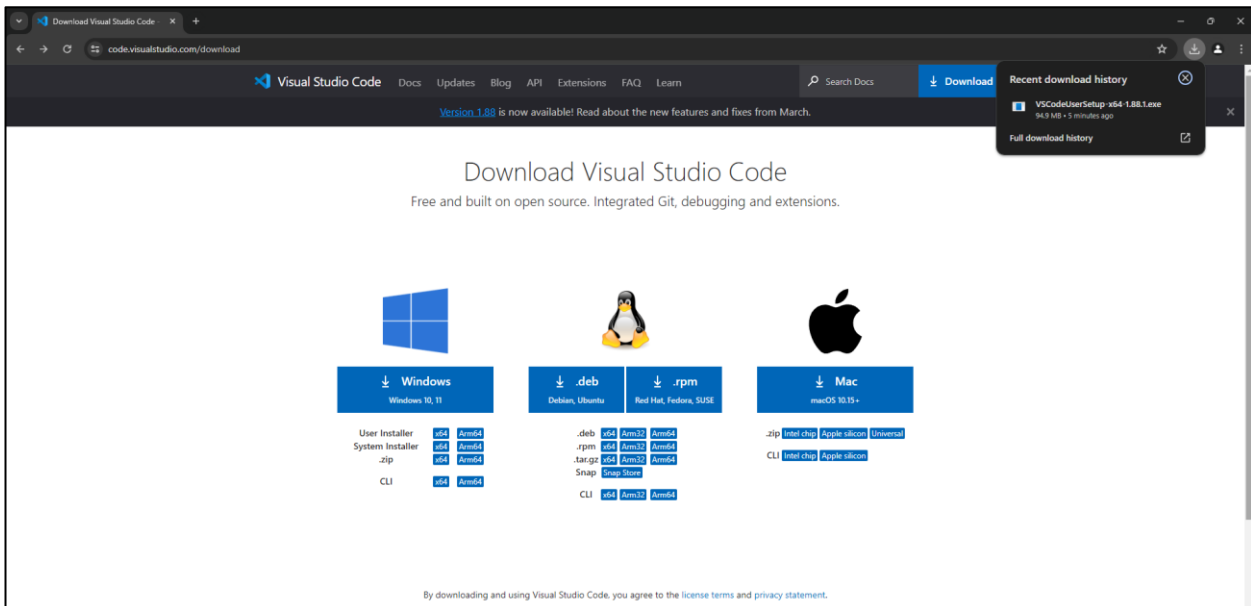 Download Visual Studio Code -
code.visualstudio.com/download
Visual Studio Code Docs Updates Blog API Extensions FAQ Learn Search Docs Download
Version 1.88 is now available! Read about the new features and fixes from March.
Recent download history
VSCodeUserSetup-x64-1.88.1.exe
94.9 MB • 5 minutes ago
Full download history
Download Visual Studio Code
Free and built on open source. Integrated Git, debugging and extensions.
Windows
Windows 10, 11
User Installer x64 Arm64
System Installer x64 Arm64
.zip x64 Arm64
CLI x64 Arm64
.deb .rpm
Debian, Ubuntu Red Hat, Fedora, SUSE
.deb x64 Arm32 Arm64
.rpm x64 Arm32 Arm64
.tar.gz x64 Arm32 Arm64
Snap Snap Store
CLI x64 Arm32 Arm64
Mac
macOS 10.15+
.zip Intel chip Apple silicon Universal
CLI Intel chip Apple silicon
By downloading and using Visual Studio Code, you agree to the license terms and privacy statement.